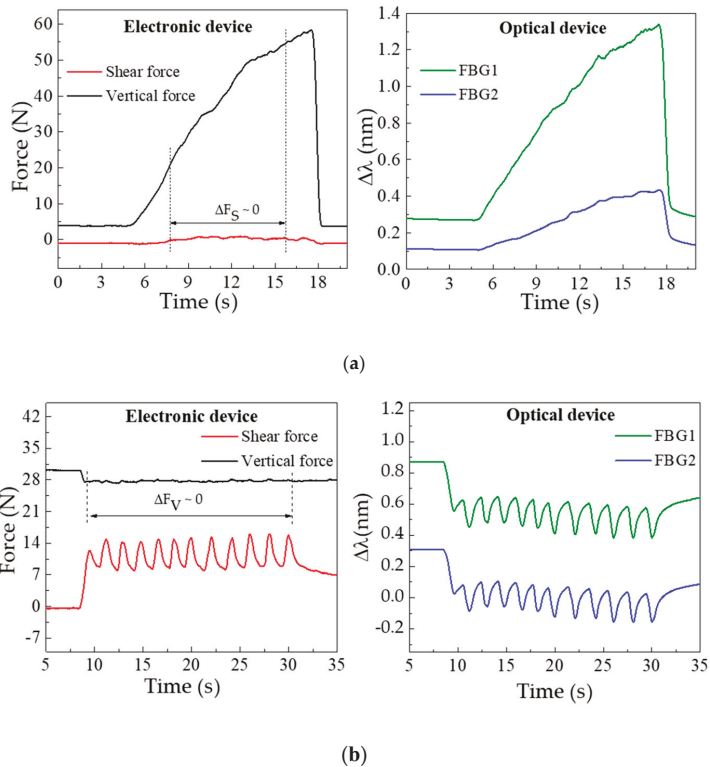 Electronic device
Shear force
Vertical force
ΔF_S ~ 0
Force (N)
60
50
40
30
20
10
0
0 3 6 9 12 15 18
Time (s)
Optical device
FBG1
FBG2
Δλ (nm)
1.4
1.2
1.0
0.8
0.6
0.4
0.2
0.0
0 3 6 9 12 15 18
Time (s)
(a)
Electronic device
Shear force
Vertical force
ΔF_V ~ 0
Force (N)
42
35
28
21
14
7
0
-7
5 10 15 20 25 30 35
Time (s)
Optical device
FBG1
FBG2
Δλ(nm)
1.2
1.0
0.8
0.6
0.4
0.2
0.0
-0.2
5 10 15 20 25 30 35
Time (s)
(b)